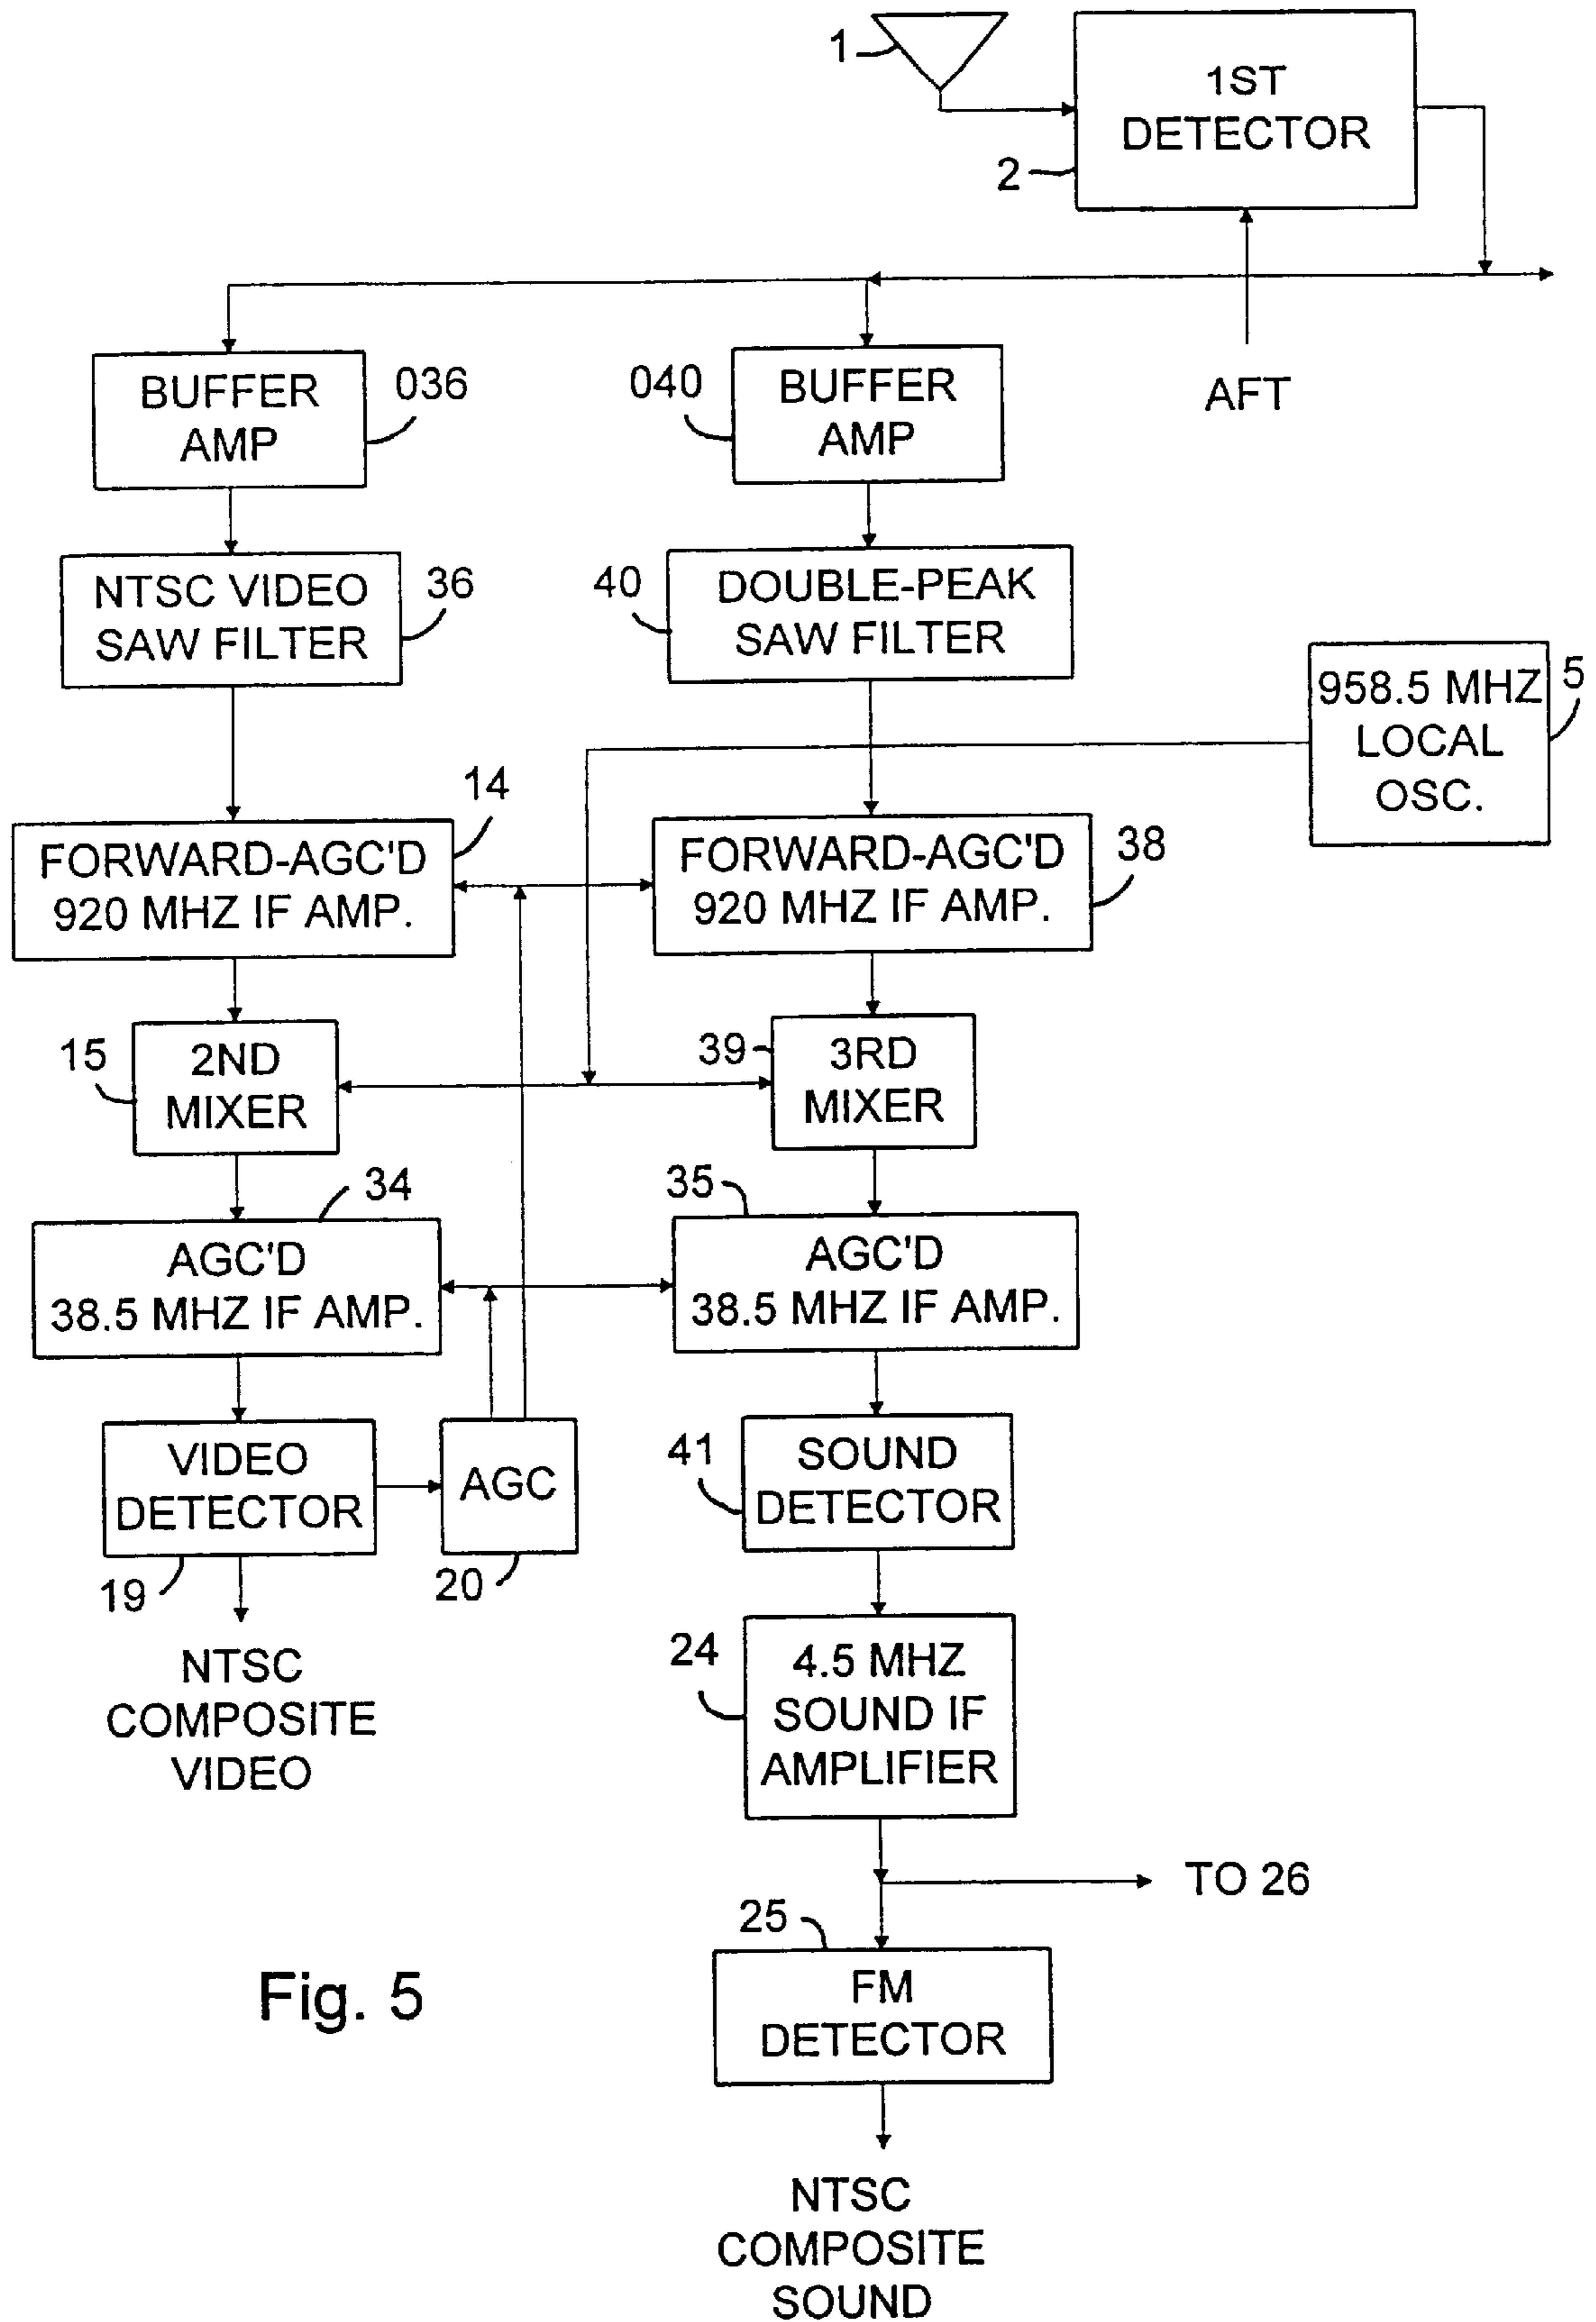 1
1ST
DETECTOR
2
AFT
BUFFER
AMP
036
040
BUFFER
AMP
NTSC VIDEO
SAW FILTER
36
40
DOUBLE-PEAK
SAW FILTER
958.5 MHZ
LOCAL
OSC.
5
14
FORWARD-AGC'D
920 MHZ IF AMP.
FORWARD-AGC'D
920 MHZ IF AMP.
38
15
2ND
MIXER
39
3RD
MIXER
34
AGC'D
38.5 MHZ IF AMP.
35
AGC'D
38.5 MHZ IF AMP.
VIDEO
DETECTOR
19
AGC
20
41
SOUND
DETECTOR
NTSC
COMPOSITE
VIDEO
24
4.5 MHZ
SOUND IF
AMPLIFIER
TO 26
25
FM
DETECTOR
Fig. 5
NTSC
COMPOSITE
SOUND